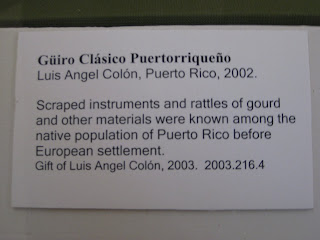 Güiro Clásico Puertorriqueño
Luis Angel Colón, Puerto Rico, 2002.
Scraped instruments and rattles of gourd
and other materials were known among the
native population of Puerto Rico before
European settlement.
Gift of Luis Angel Colón, 2003.  2003.216.4